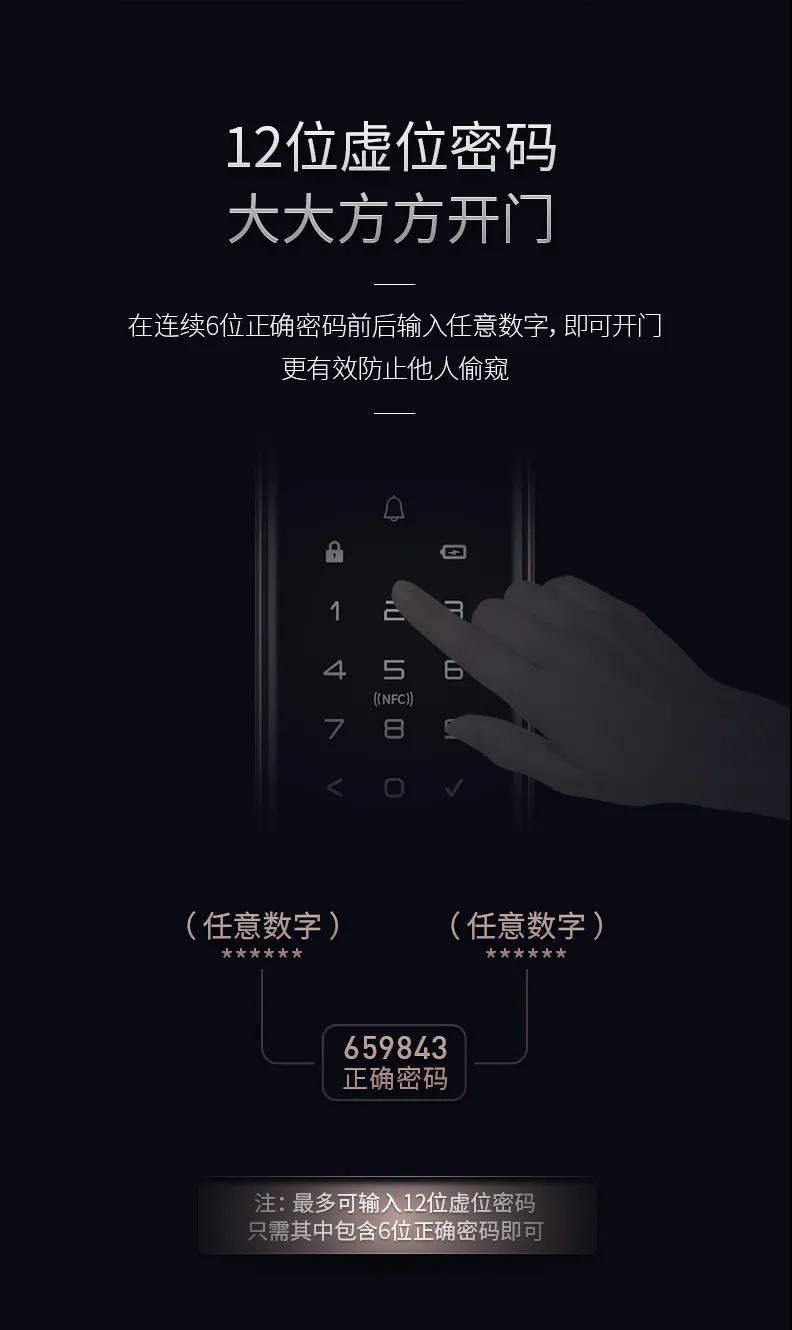 12位虚位密码
大大方方开门
在连续6位正确密码前后输入任意数字，即可开门
更有效防止他人偷窥
1 2 3
4 5 6
((NFC))
7 8 9
< 0 ✓
（任意数字） （任意数字）
****** ******
659843
正确密码
注：最多可输入12位虚位密码
只需其中包含6位正确密码即可